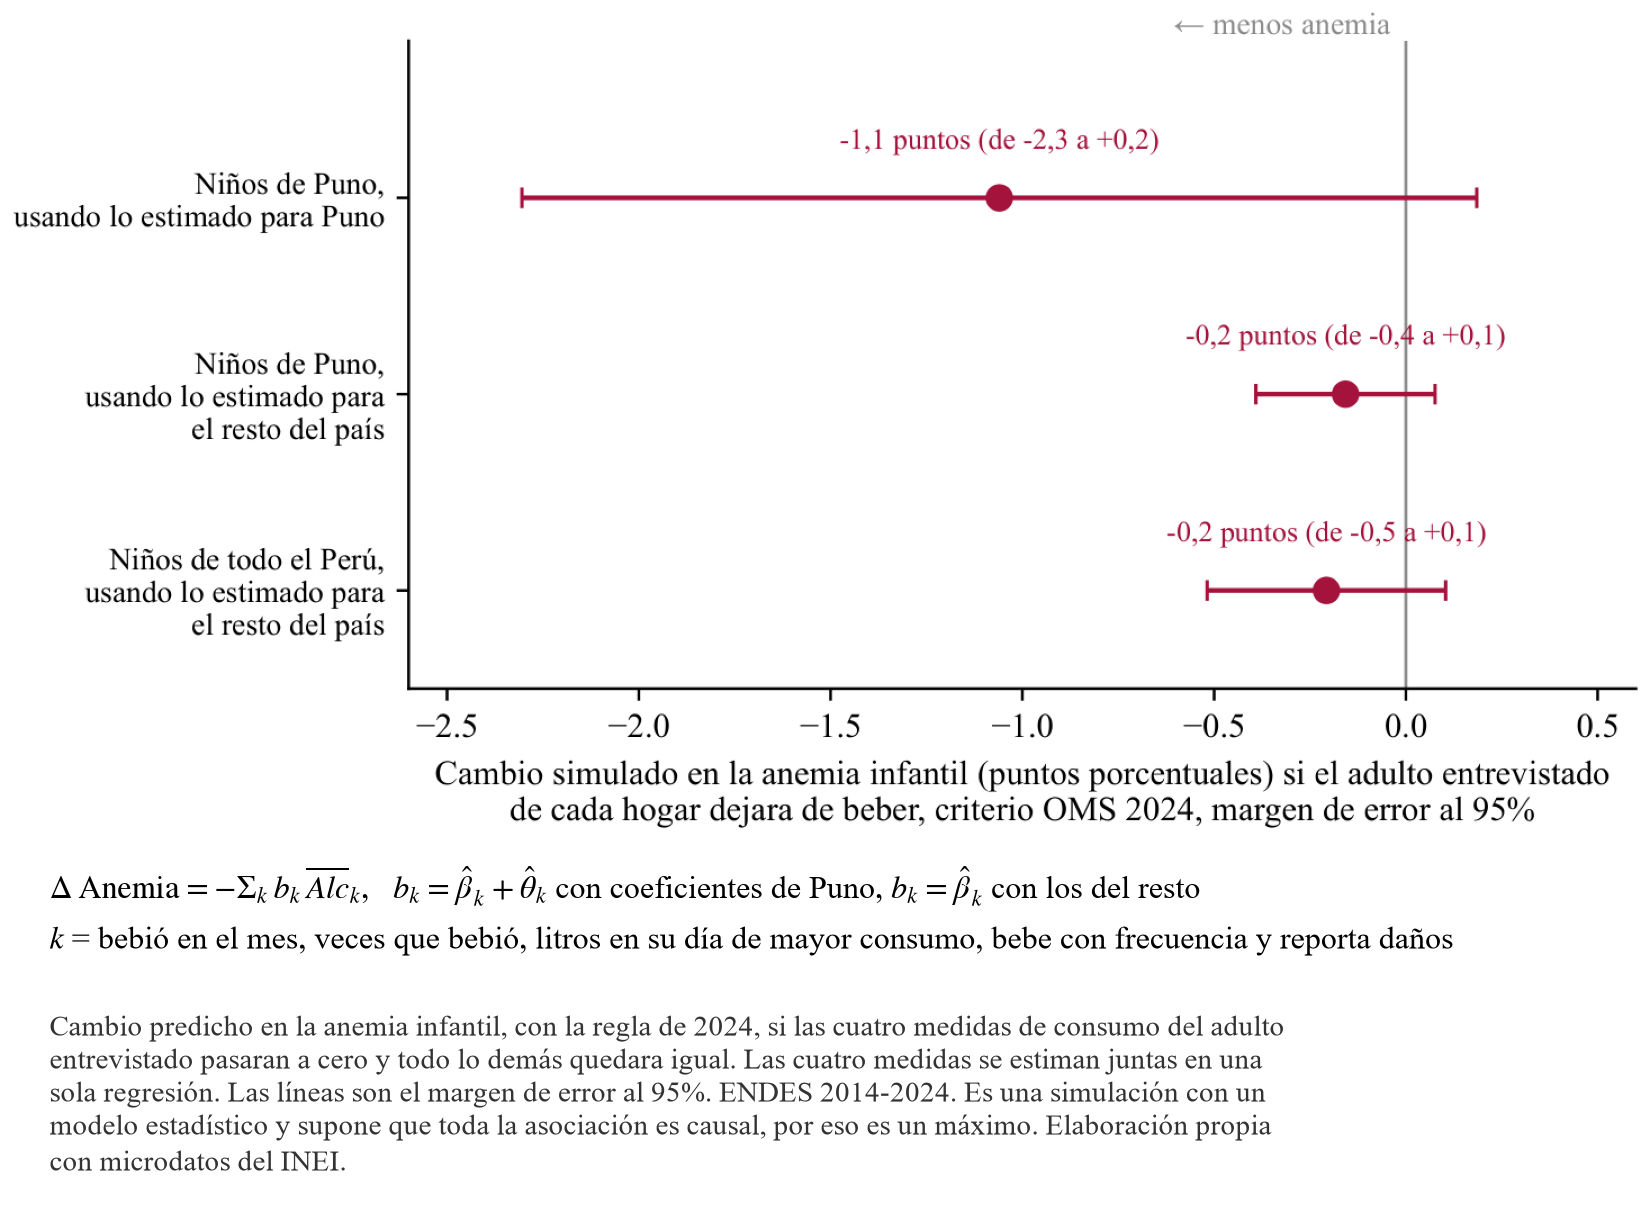 ← menos anemia
-1,1 puntos (de -2,3 a +0,2)
Niños de Puno,
usando lo estimado para Puno
-0,2 puntos (de -0,4 a +0,1)
Niños de Puno,
usando lo estimado para
el resto del país
-0,2 puntos (de -0,5 a +0,1)
Niños de todo el Perú,
usando lo estimado para
el resto del país
−2.5 −2.0 −1.5 −1.0 −0.5 0.0 0.5
Cambio simulado en la anemia infantil (puntos porcentuales) si el adulto entrevistado
de cada hogar dejara de beber, criterio OMS 2024, margen de error al 95%
Δ Anemia = −Σₖ bₖ A̅l̅c̅ₖ, bₖ = β̂ₖ + θ̂ₖ con coeficientes de Puno, bₖ = β̂ₖ con los del resto
k = bebió en el mes, veces que bebió, litros en su día de mayor consumo, bebe con frecuencia y reporta daños
Cambio predicho en la anemia infantil, con la regla de 2024, si las cuatro medidas de consumo del adulto
entrevistado pasaran a cero y todo lo demás quedara igual. Las cuatro medidas se estiman juntas en una
sola regresión. Las líneas son el margen de error al 95%. ENDES 2014-2024. Es una simulación con un
modelo estadístico y supone que toda la asociación es causal, por eso es un máximo. Elaboración propia
con microdatos del INEI.